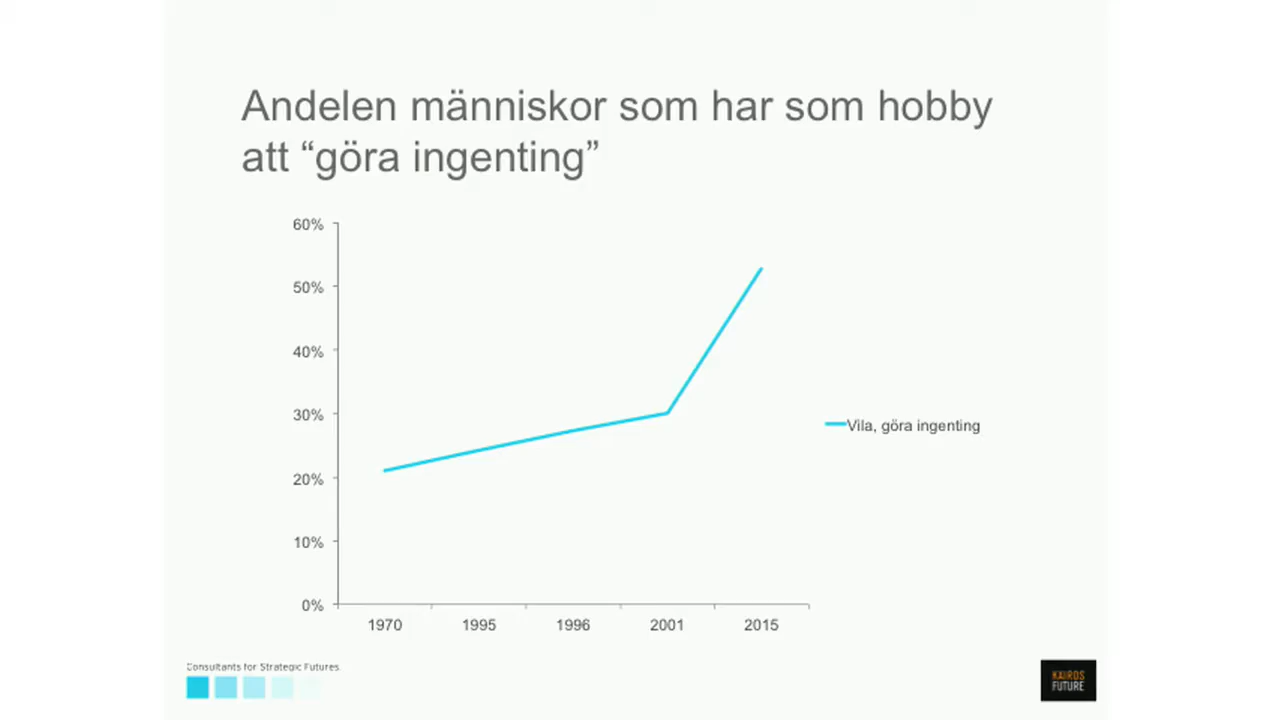 Andelen människor som har som hobby
att “göra ingenting”
60%
50%
40%
30%
20%
10%
0%
1970 1995 1996 2001 2015
Vila, göra ingenting
Consultants for Strategic Futures.
KAIROS
FUTURE